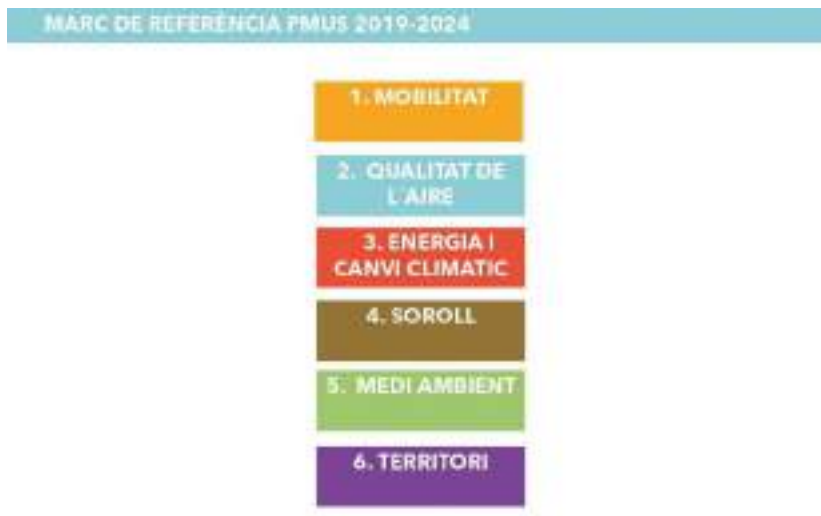 MARC DE REFERÈNCIA PMUS 2019-2024
1. MOBILITAT
2. QUALITAT DE
L'AIRE
3. ENERGIA I
CANVI CLIMATIC
4. SOROLL
5. MEDI AMBIENT
6. TERRITORI